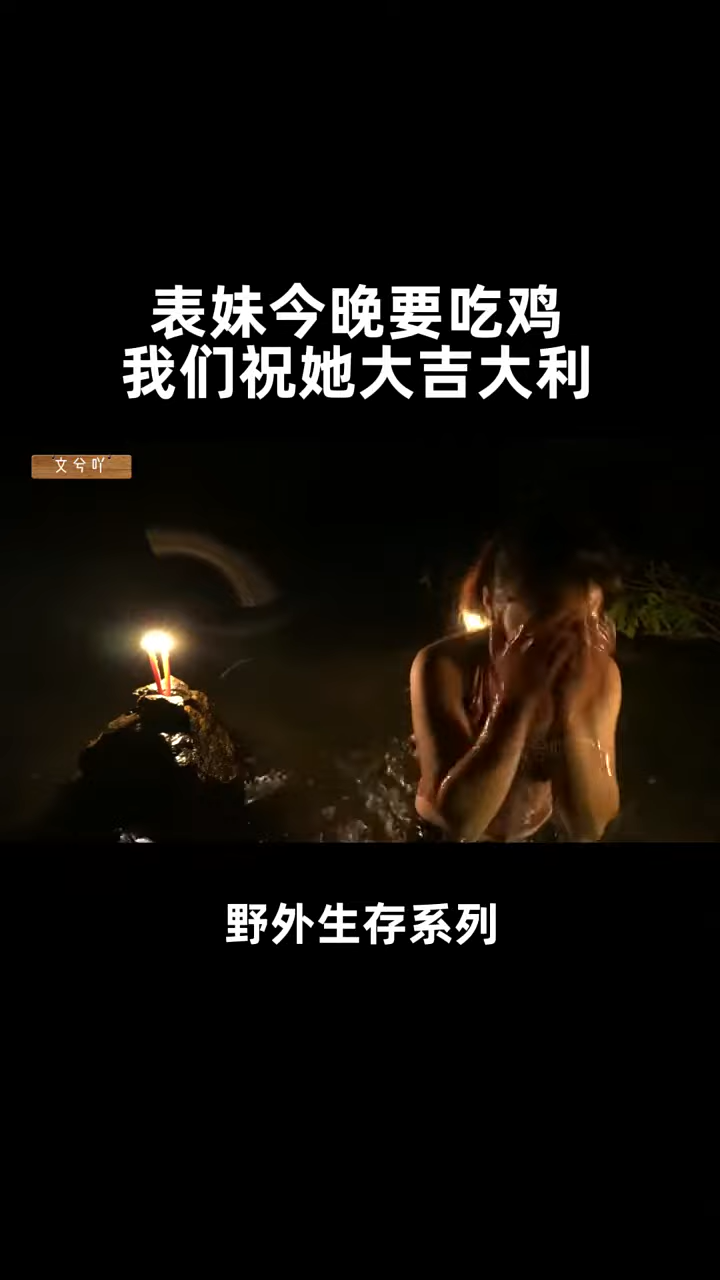 表妹今晚要吃鸡
我们祝她大吉大利
文兮吖
野外生存系列